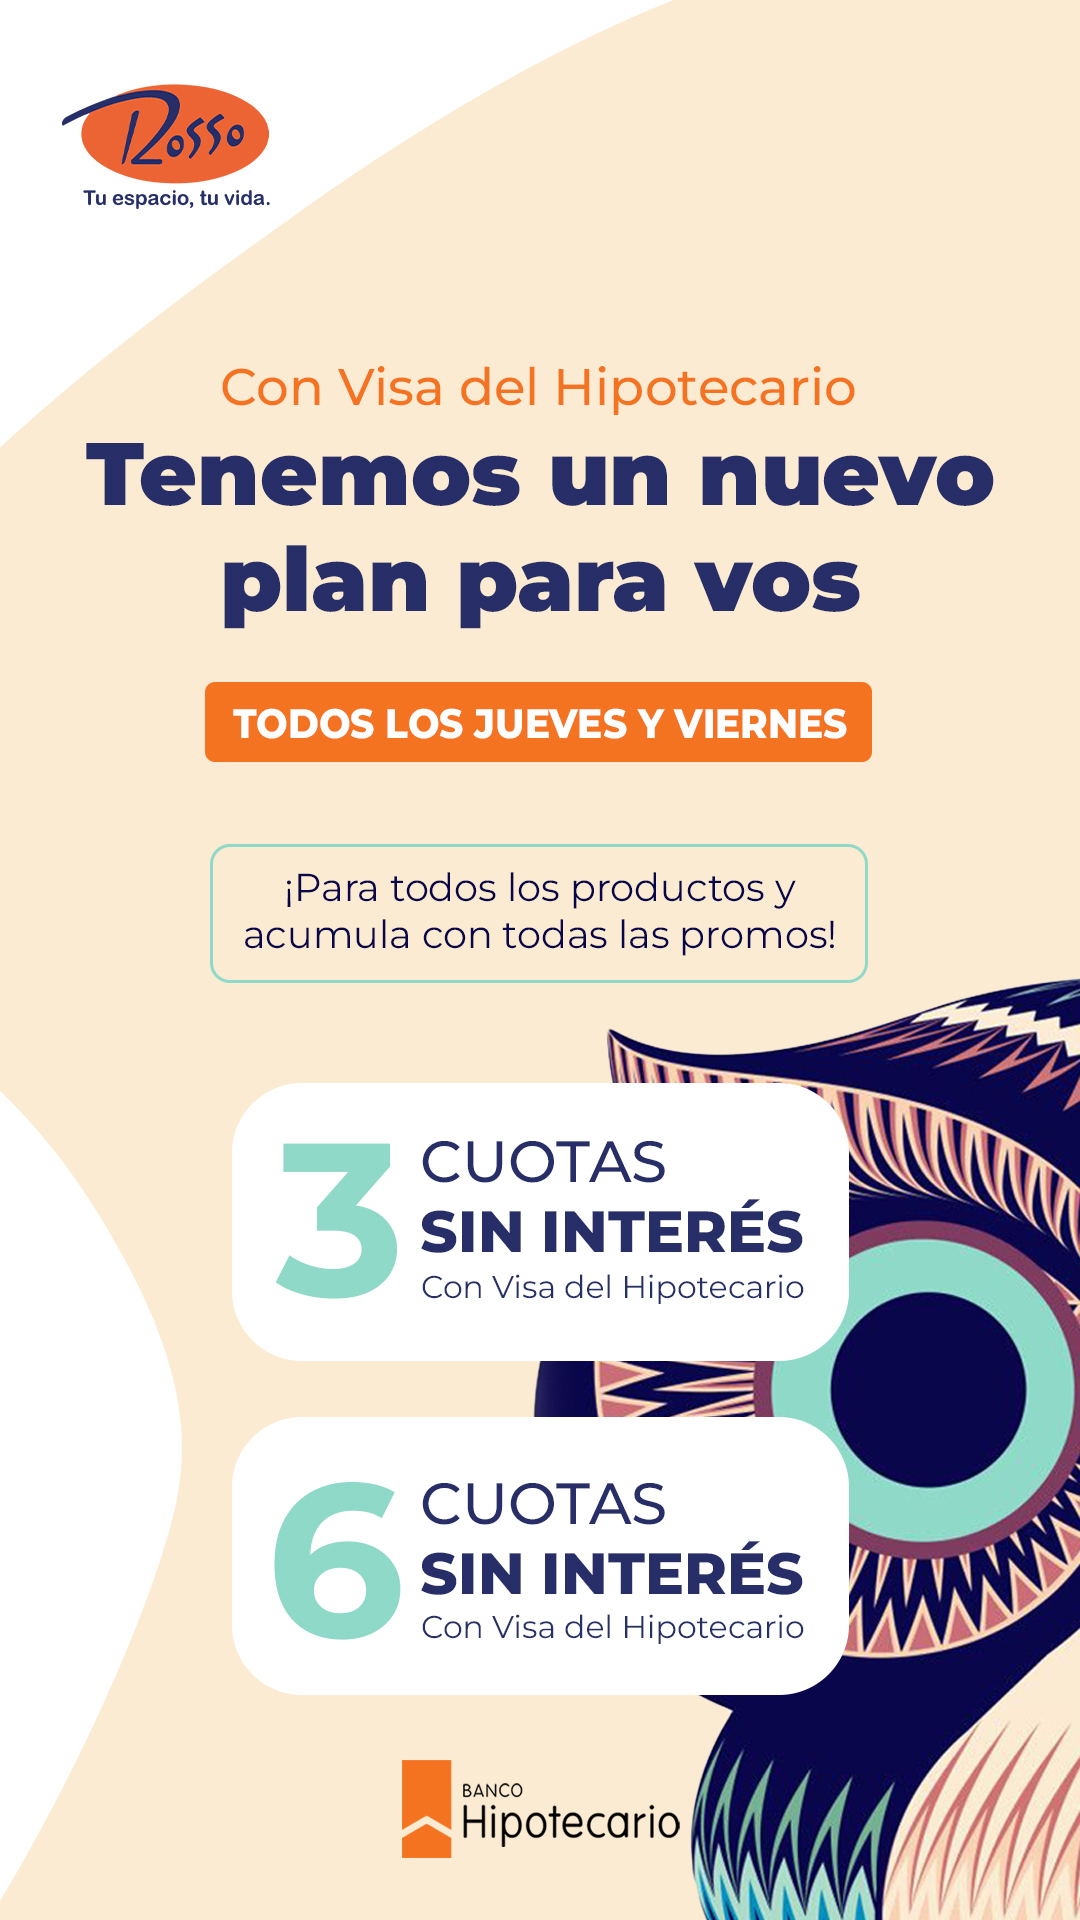 Rosso
Tu espacio, tu vida.
Con Visa del Hipotecario
Tenemos un nuevo
plan para vos
TODOS LOS JUEVES Y VIERNES
¡Para todos los productos y
acumula con todas las promos!
3 CUOTAS
SIN INTERÉS
Con Visa del Hipotecario
6 CUOTAS
SIN INTERÉS
Con Visa del Hipotecario
BANCO
Hipotecario